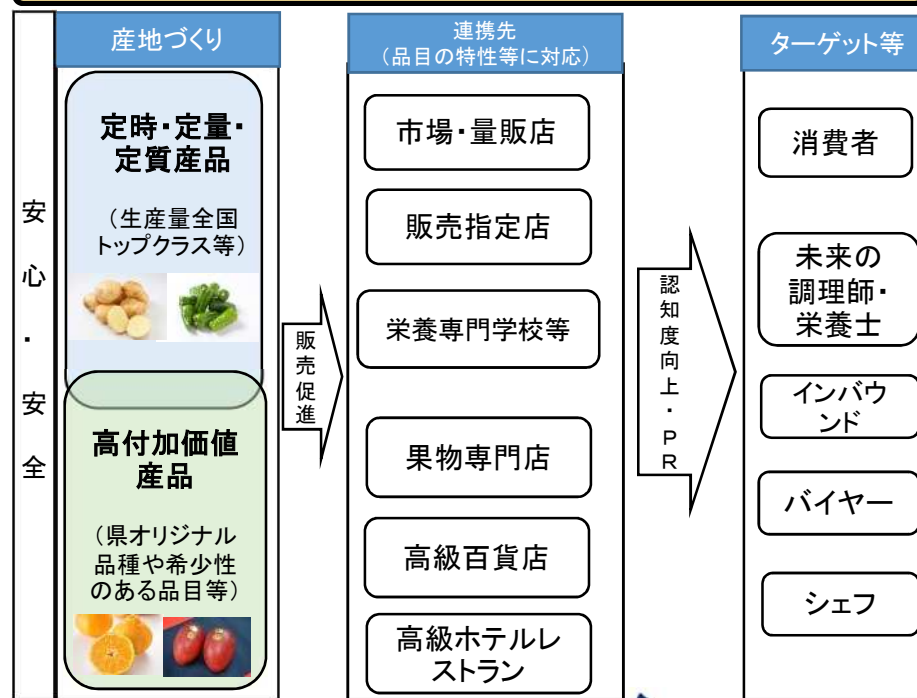 安心・安全
産地づくり
定時・定量・
定質産品
（生産量全国
トップクラス等）
高付加価値
産品
（県オリジナル
品種や希少性
のある品目等）
販売促進
連携先
（品目の特性等に対応）
市場・量販店
販売指定店
栄養専門学校等
果物専門店
高級百貨店
高級ホテルレ
ストラン
認知度向上・ＰＲ
ターゲット等
消費者
未来の
調理師・
栄養士
インバウ
ンド
バイヤー
シェフ